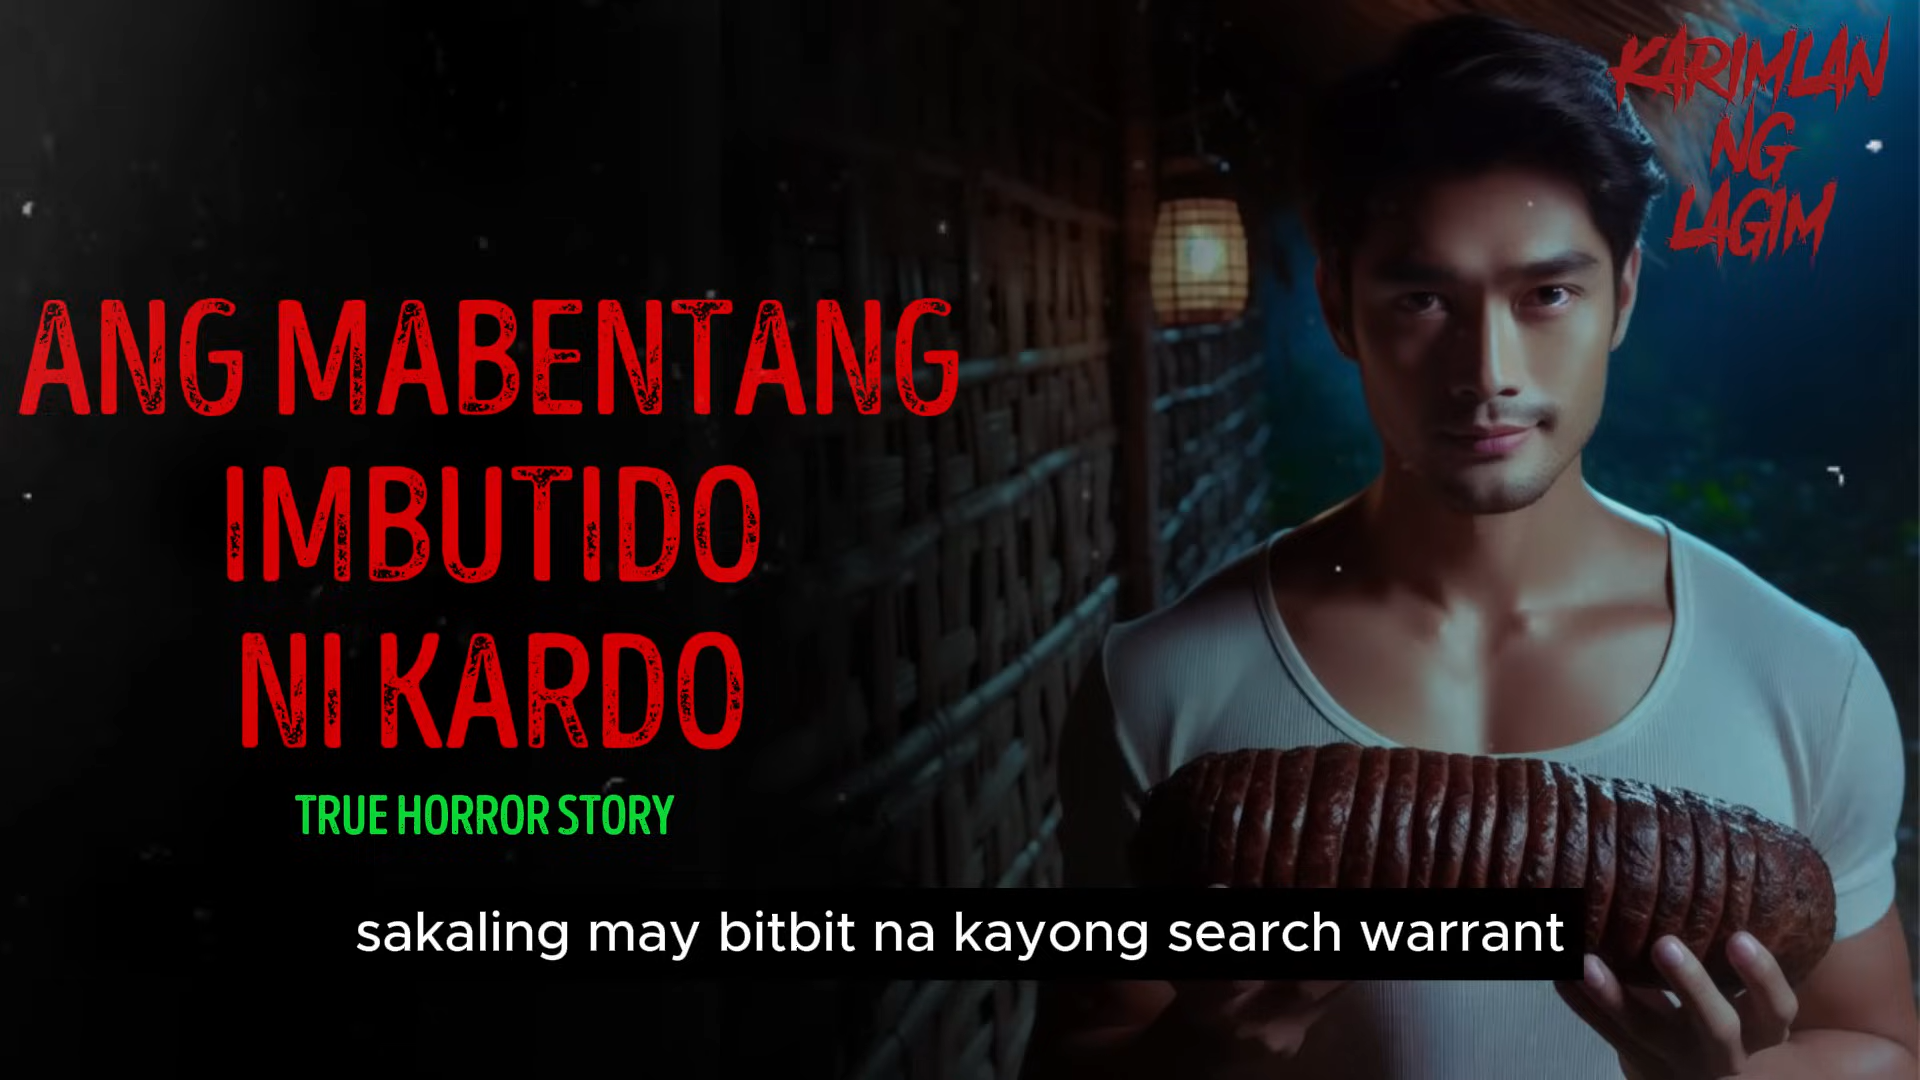 KARIMLAN
NG
LAGIM
ANG MABENTANG
IMBUTIDO
NI KARDO
TRUE HORROR STORY
sakaling may bitbit na kayong search warrant